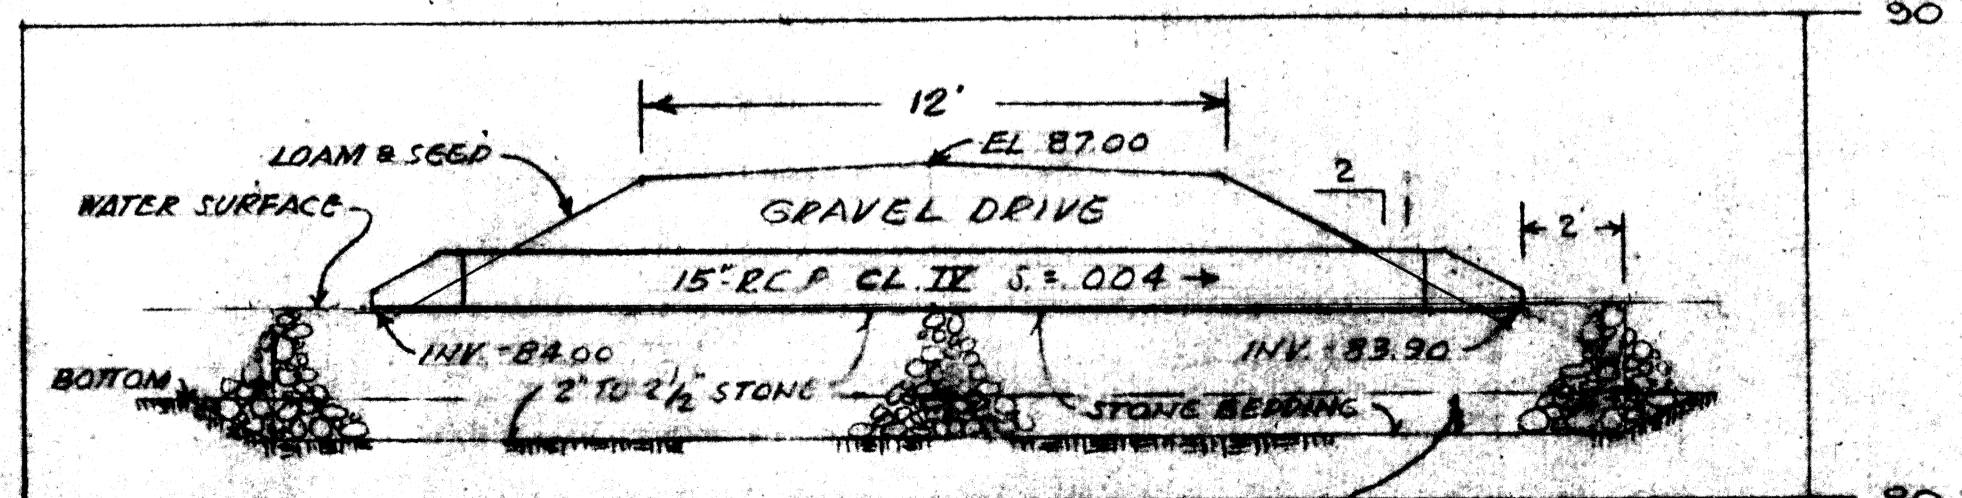 90
12'
LOAM & SEED
EL 87.00
WATER SURFACE
2
1
GRAVEL DRIVE
2'
15" R.C.P CL. IV S = .004
INV. = 84.00
INV. = 83.90
BOTTOM
2" TO 2 1/2" STONE
STONE BEDDING
80